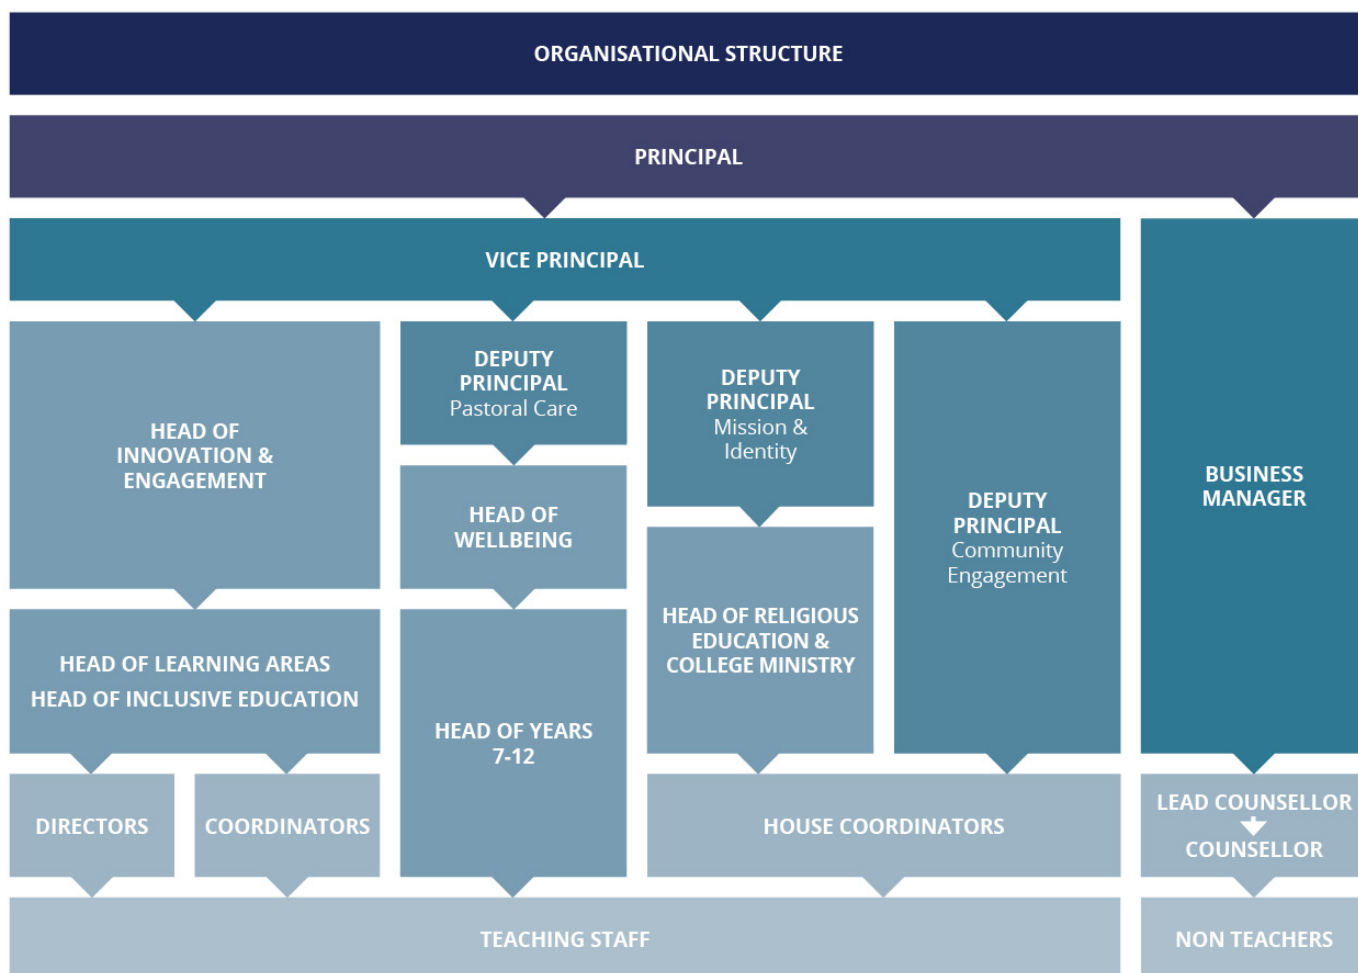 ORGANISATIONAL STRUCTURE
PRINCIPAL
VICE PRINCIPAL
HEAD OF
INNOVATION &
ENGAGEMENT
HEAD OF LEARNING AREAS
HEAD OF INCLUSIVE EDUCATION
DIRECTORS
COORDINATORS
DEPUTY
PRINCIPAL
Pastoral Care
HEAD OF
WELLBEING
HEAD OF YEARS
7-12
DEPUTY
PRINCIPAL
Mission &
Identity
HEAD OF RELIGIOUS
EDUCATION &
COLLEGE MINISTRY
DEPUTY
PRINCIPAL
Community
Engagement
HOUSE COORDINATORS
TEACHING STAFF
BUSINESS
MANAGER
LEAD COUNSELLOR
COUNSELLOR
NON TEACHERS